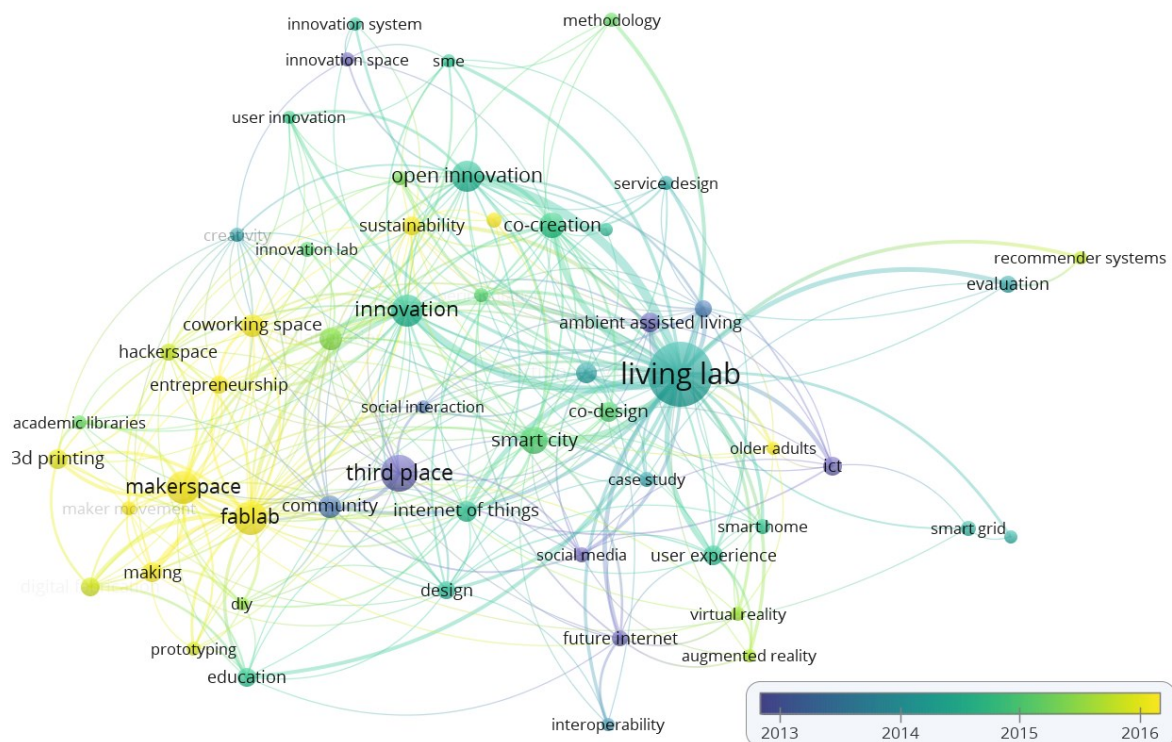 innovation system
methodology
innovation space
sme
user innovation
open innovation
service design
sustainability
co-creation
creativity
innovation lab
recommender systems
evaluation
innovation
ambient assisted living
coworking space
hackerspace
living lab
entrepreneurship
social interaction
co-design
academic libraries
smart city
older adults
3d printing
third place
ict
case study
makerspace
community
internet of things
maker movement
fablab
smart home
smart grid
social media
user experience
making
digital fabrication
design
diy
virtual reality
future internet
prototyping
augmented reality
education
interoperability
2013
2014
2015
2016